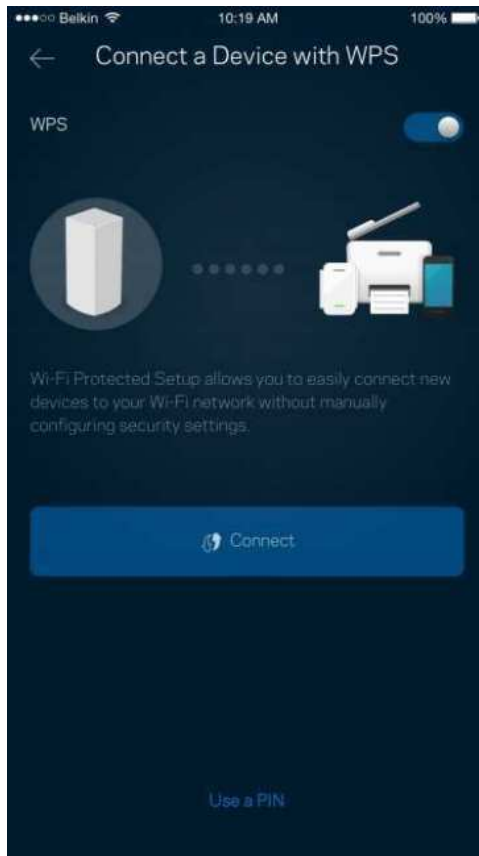 Belkin 10:19 AM 100%
Connect a Device with WPS
WPS
Wi-Fi Protected Setup allows you to easily connect new
devices to your Wi-Fi network without manually
configuring security settings.
Connect
Use a PIN